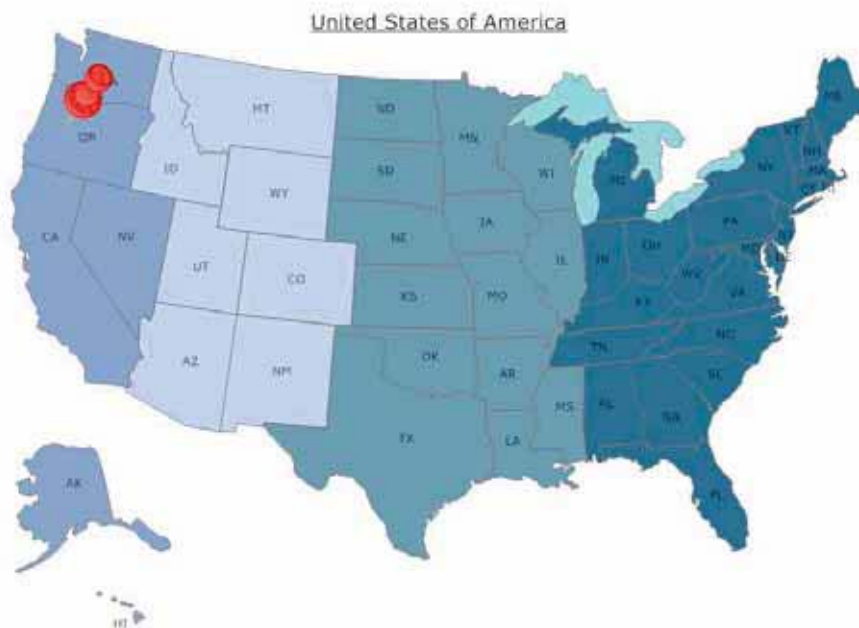 United States of America
MT
ND
MN
ME
OR
ID
SD
WI
MI
VT
NH
NY
MA
CT
RI
WY
CA
NV
NE
IA
PA
NJ
UT
CO
IL
IN
OH
MD
DE
KS
MO
WV
VA
KY
AZ
NM
OK
AR
TN
NC
SC
TX
LA
MS
AL
GA
FL
AK
HI